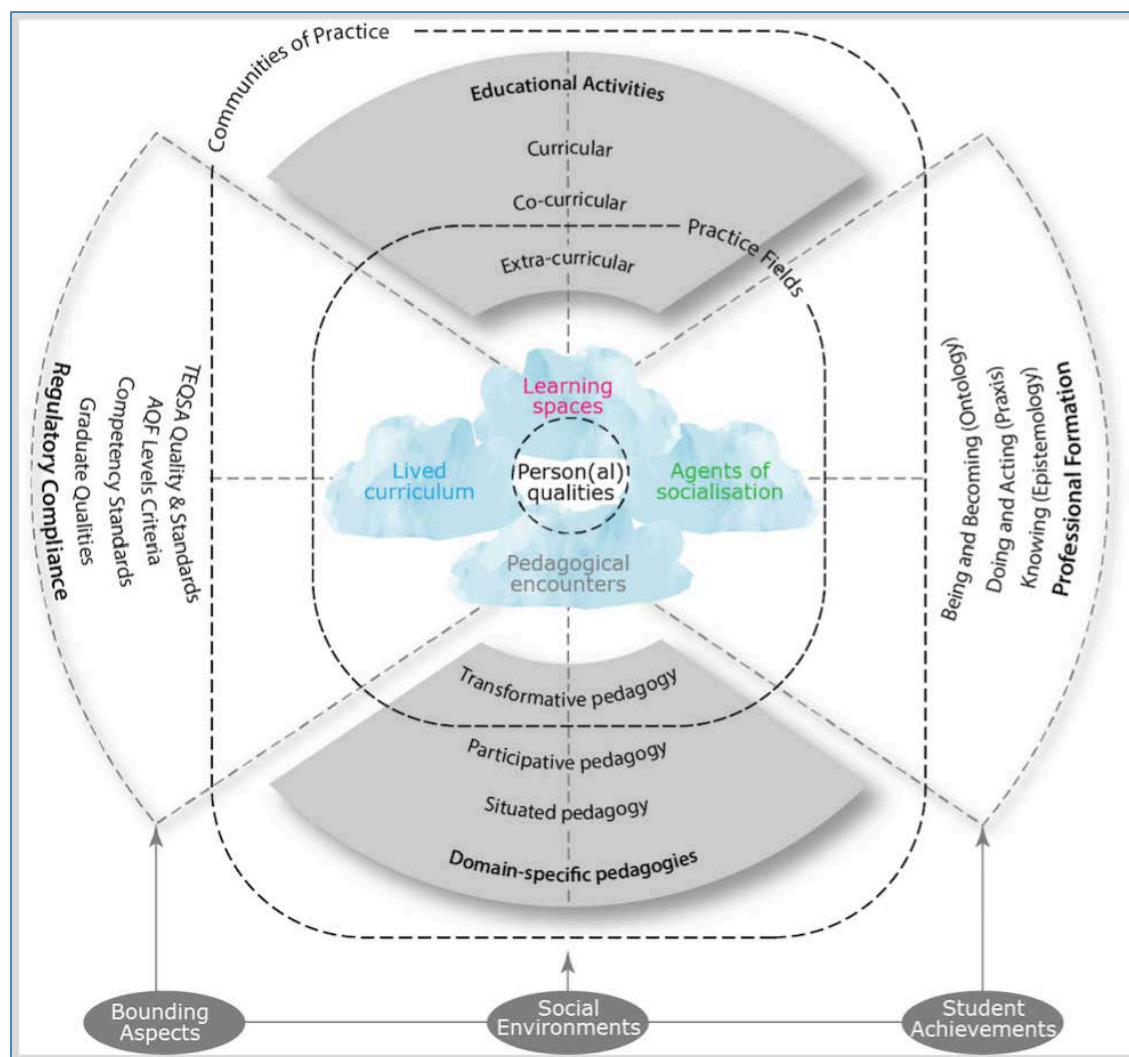 Communities of Practice
Educational Activities
Curricular
Co-curricular
Practice Fields
Extra-curricular
Regulatory Compliance
Graduate Qualities
Competency Standards
AQF Levels Criteria
TEQSA Quality & Standards
Learning
spaces
Lived
curriculum
Person(al)
qualities
Agents of
socialisation
Pedagogical
encounters
Being and Becoming (Ontology)
Doing and Acting (Praxis)
Knowing (Epistemology)
Professional Formation
Transformative pedagogy
Participative pedagogy
Situated pedagogy
Domain-specific pedagogies
Bounding
Aspects
Social
Environments
Student
Achievements